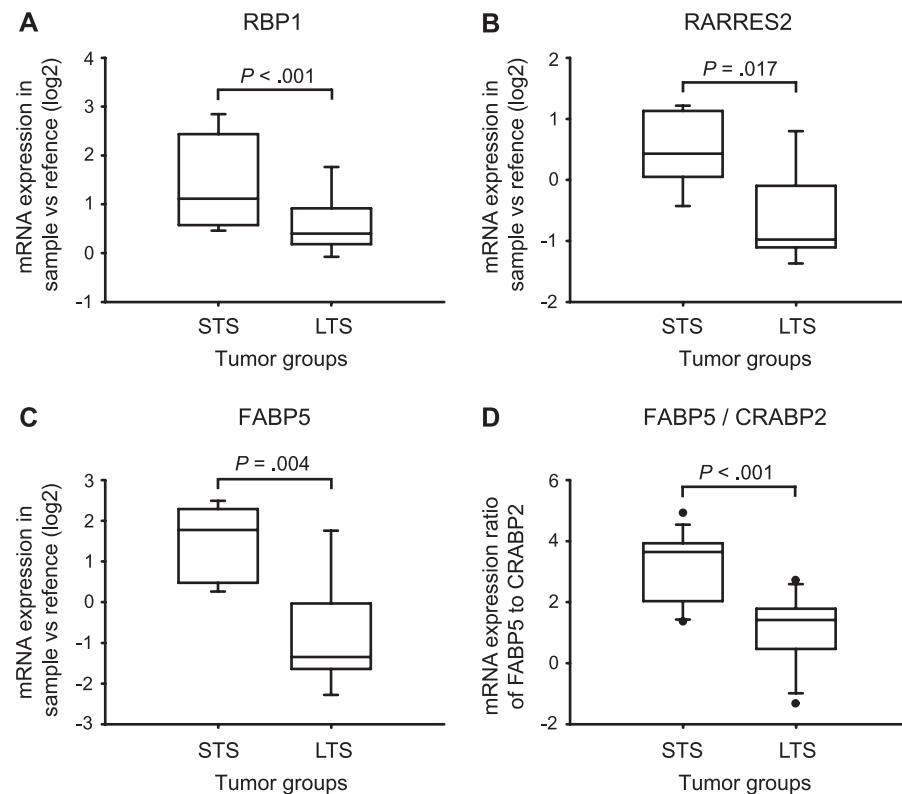 A
RBP1
mRNA expression in
sample vs refence (log2)
4
3
2
1
0
-1
P < .001
STS
LTS
Tumor groups
B
RARRES2
mRNA expression in
sample vs refence (log2)
2
1
0
-1
-2
P = .017
STS
LTS
Tumor groups
C
FABP5
mRNA expression in
sample vs refence (log2)
3
2
1
0
-1
-2
-3
P = .004
STS
LTS
Tumor groups
D
FABP5 / CRABP2
mRNA expression ratio
of FABP5 to CRABP2
6
4
2
0
-2
P < .001
STS
LTS
Tumor groups